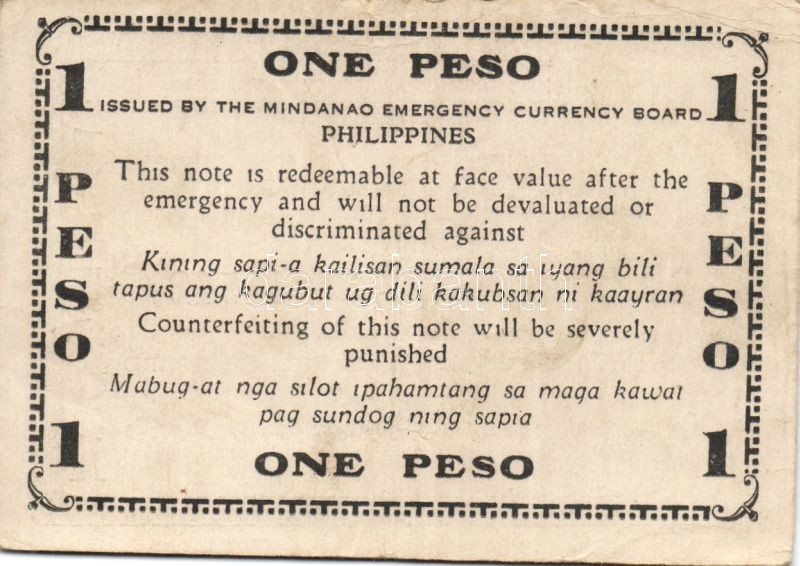 ONE PESO
1 1
ISSUED BY THE MINDANAO EMERGENCY CURRENCY BOARD
PHILIPPINES
This note is redeemable at face value after the
emergency and will not be devaluated or
discriminated against
Kining sapi-a kailisan sumala sa iyang bili
tapus ang kagubut ug dili kakubsan ni kaayran
Counterfeiting of this note will be severely
punished
Mabug-at nga silot ipahamtang sa maga kawat
pag sundog ning sapia
PESO
PESO
1 1
ONE PESO